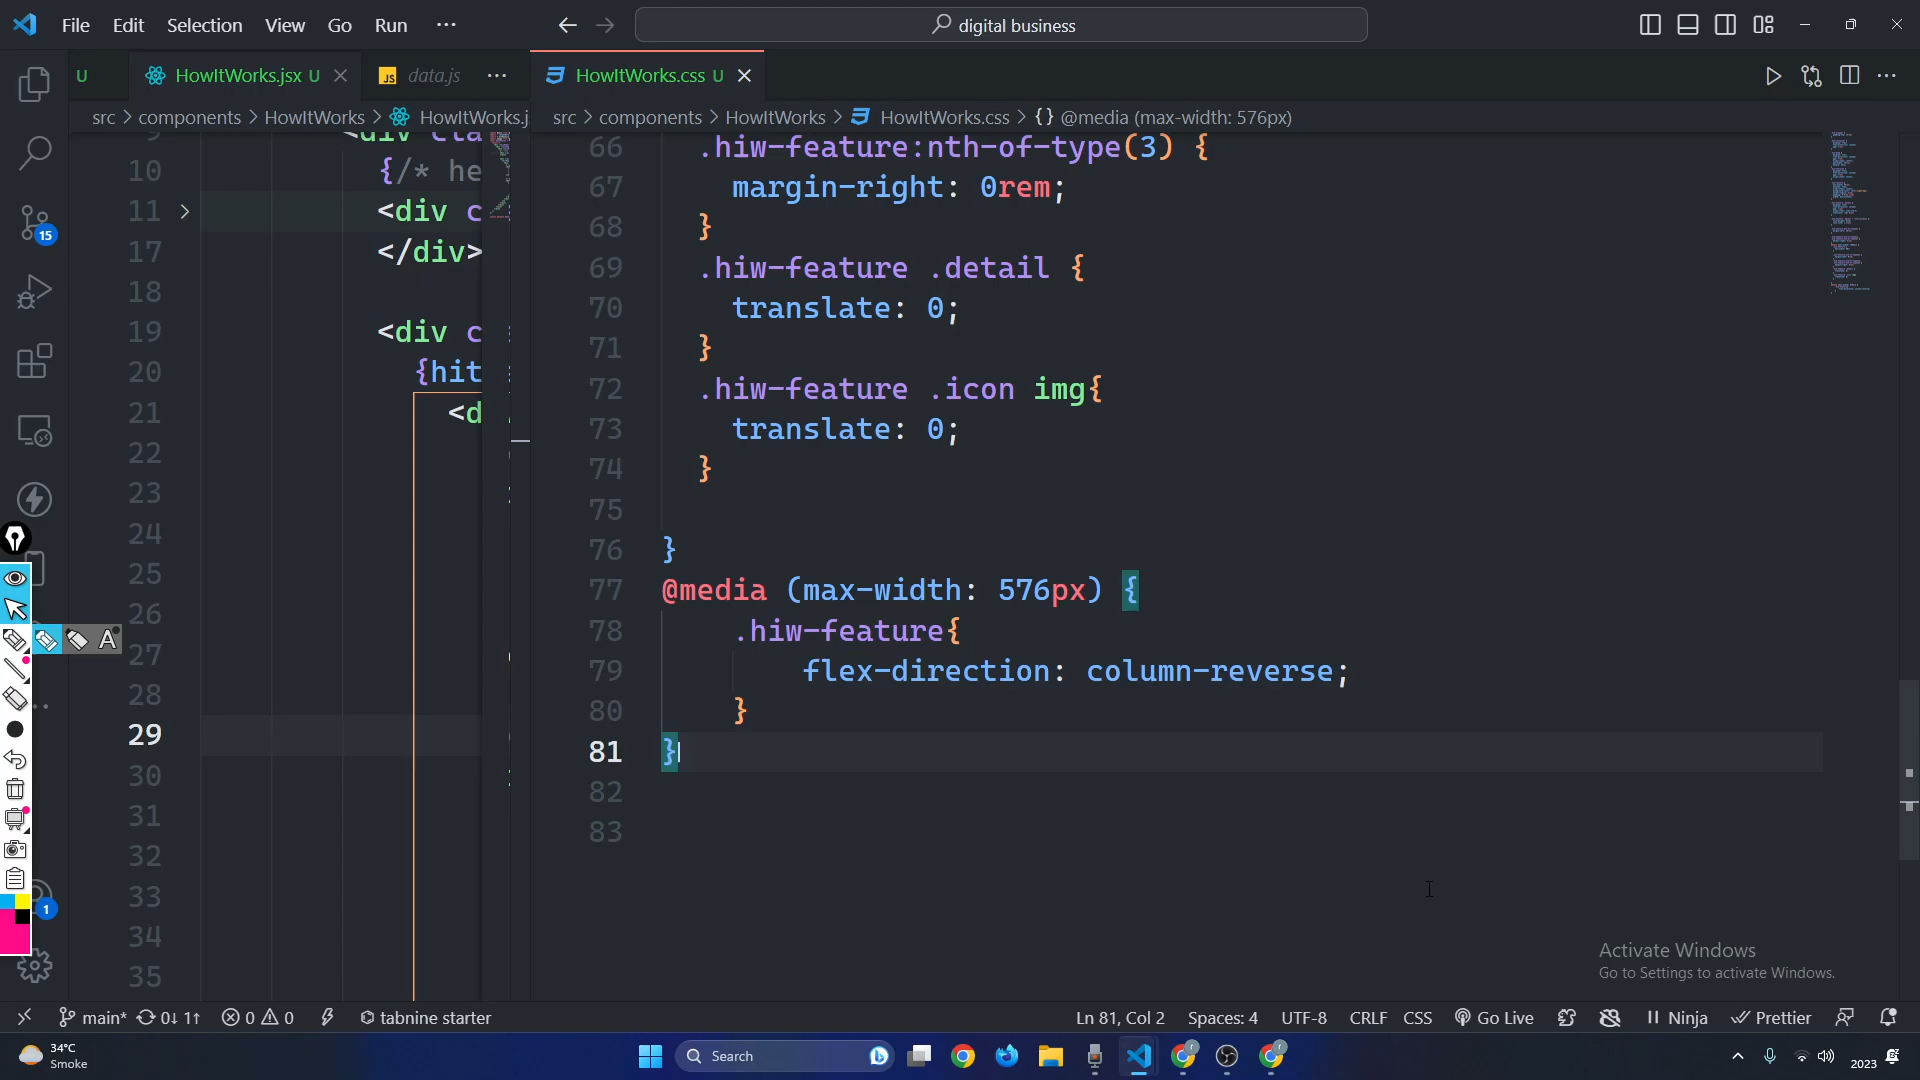 File Edit Selection View Go Run ···
digital business
U HowItWorks.jsx U data.js ··· HowItWorks.css U
src > components > HowItWorks > HowItWorks.j
src > components > HowItWorks > HowItWorks.css > {} @media (max-width: 576px)
10 {/* he
11 <div c
17 </div>
18
19 <div c
20 {hit
21 <d
22
23
24
25
26
27
28
29
30
31
32
33
34
35
66 .hiw-feature:nth-of-type(3) {
67 margin-right: 0rem;
68 }
69 .hiw-feature .detail {
70 translate: 0;
71 }
72 .hiw-feature .icon img{
73 translate: 0;
74 }
75
76 }
77 @media (max-width: 576px) {
78 .hiw-feature{
79 flex-direction: column-reverse;
80 }
81 }
82
83
15
A
1
Activate Windows
Go to Settings to activate Windows.
main* 0↓ 1↑ 0 0 tabnine starter
Ln 81, Col 2 Spaces: 4 UTF-8 CRLF CSS Go Live Ninja Prettier
34°C
Smoke
Search
2023